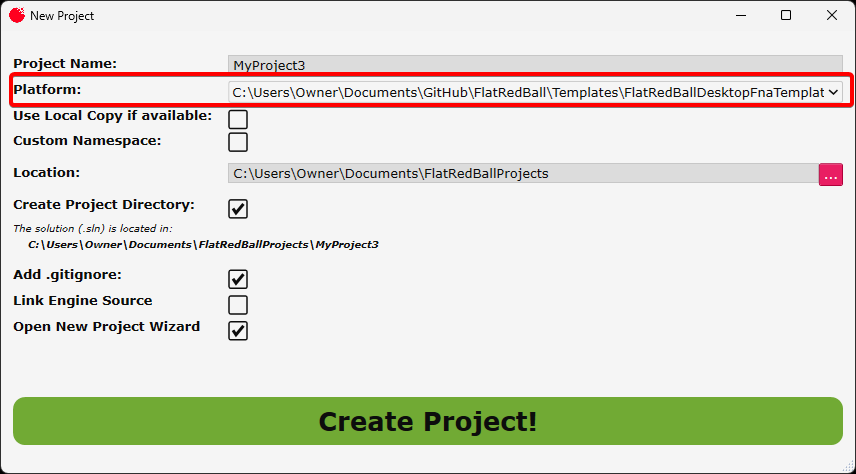 New Project
Project Name: MyProject3
Platform: C:\Users\Owner\Documents\GitHub\FlatRedBall\Templates\FlatRedBallDesktopFnaTemplat
Use Local Copy if available:
Custom Namespace:
Location: C:\Users\Owner\Documents\FlatRedBallProjects ...
Create Project Directory:
The solution (.sln) is located in:
C:\Users\Owner\Documents\FlatRedBallProjects\MyProject3
Add .gitignore:
Link Engine Source
Open New Project Wizard
Create Project!